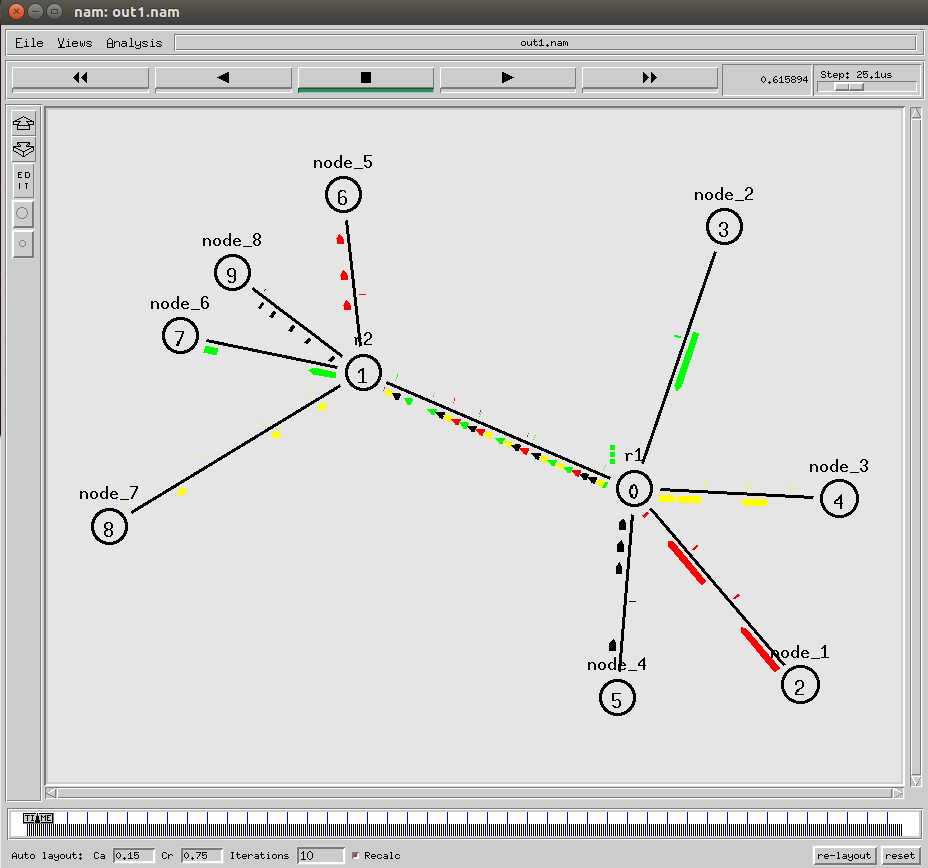 nam: out1.nam
File Views Analysis out1.nam
0.615894 Step: 25.1us
ED
IT
node_5
6
node_2
3
node_8
9
node_6
7
r2
1
r1
0
node_3
4
node_7
8
node_4
5
node_1
2
TIME
Auto layout: Ca 0.15 Cr 0.75 Iterations 10 Recalc re-layout reset